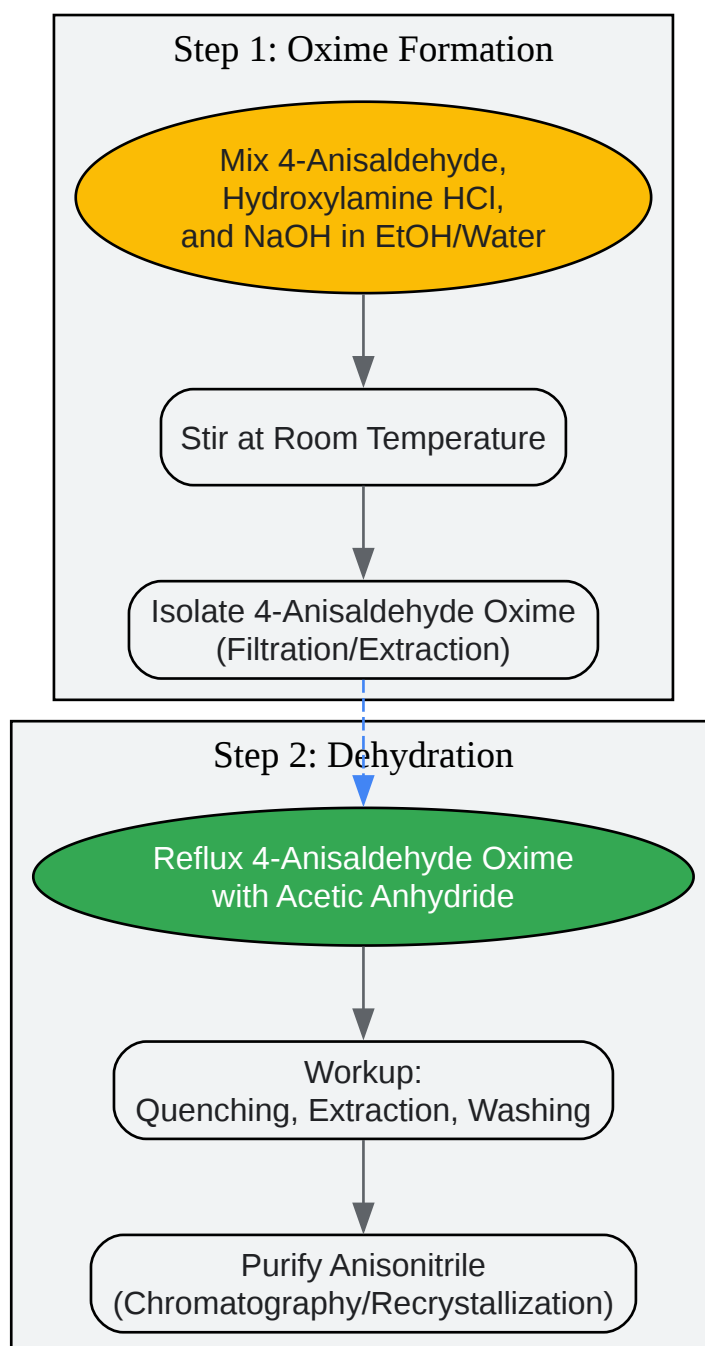 Step 1: Oxime Formation
Mix 4-Anisaldehyde,
Hydroxylamine HCl,
and NaOH in EtOH/Water
Stir at Room Temperature
Isolate 4-Anisaldehyde Oxime
(Filtration/Extraction)
Step 2: Dehydration
Reflux 4-Anisaldehyde Oxime
with Acetic Anhydride
Workup:
Quenching, Extraction, Washing
Purify Anisonitrile
(Chromatography/Recrystallization)